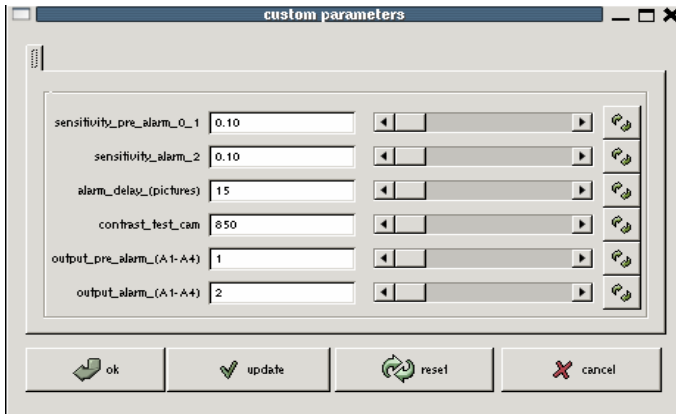 custom parameters
sensitivity_pre_alarm_0_1 0.10
sensitivity_alarm_2 0.10
alarm_delay_(pictures) 15
contrast_test_cam 850
output_pre_alarm_(A1-A4) 1
output_alarm_(A1-A4) 2
ok update reset cancel